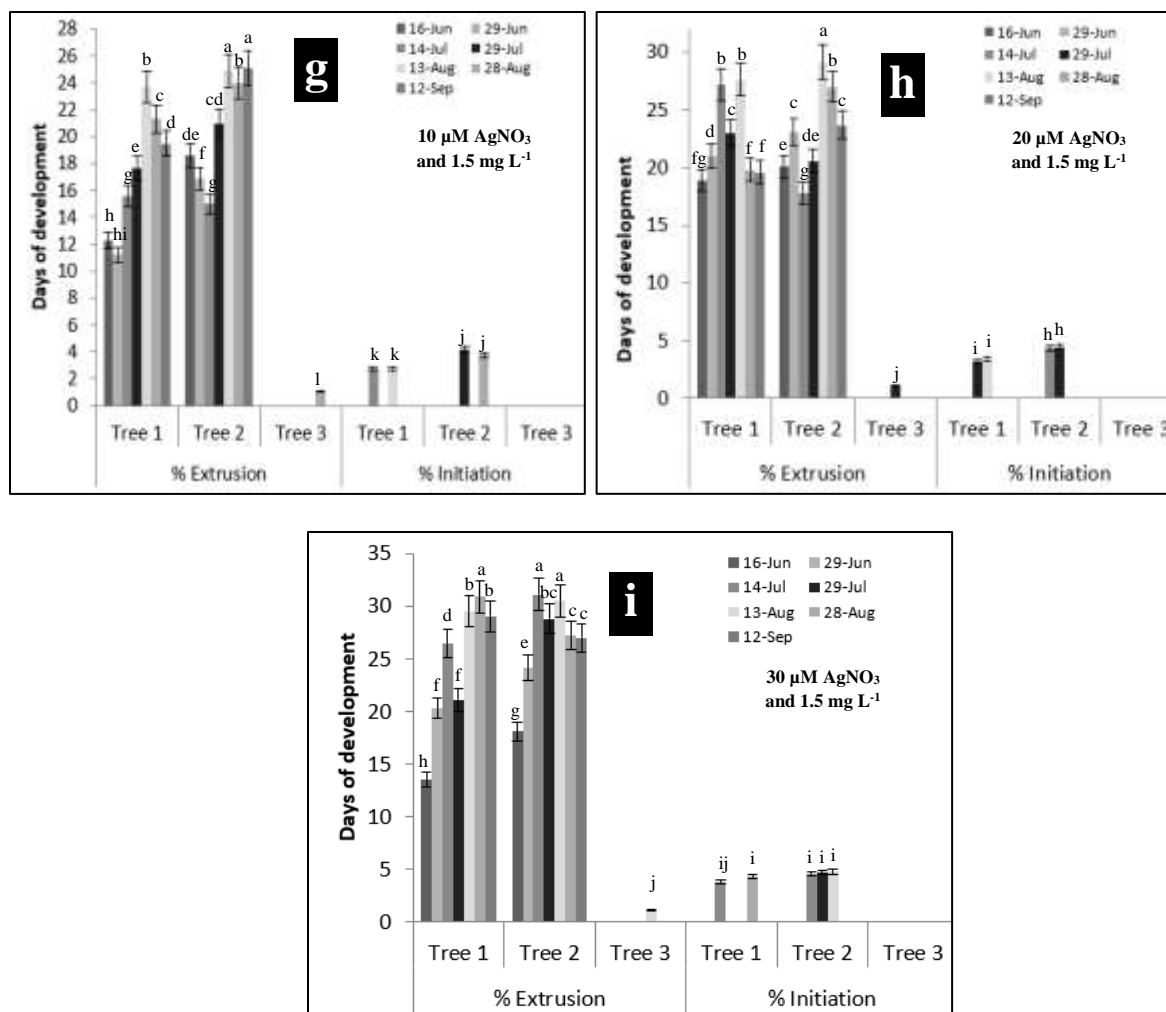 g
28
26
24
22
20
18
16
14
12
10
8
6
4
2
0
Days of development
16-Jun 29-Jun
14-Jul 29-Jul
13-Aug 28-Aug
12-Sep
10 µM AgNO₃
and 1.5 mg L⁻¹
h hi g e b c d
de f g cd a b a
l
k k
j j
Tree 1 Tree 2 Tree 3 Tree 1 Tree 2 Tree 3
% Extrusion % Initiation
h
30
25
20
15
10
5
0
Days of development
16-Jun 29-Jun
14-Jul 29-Jul
13-Aug 28-Aug
12-Sep
20 µM AgNO₃
and 1.5 mg L⁻¹
fg d b c b f f
e c g de a b c
j
i i
h h
Tree 1 Tree 2 Tree 3 Tree 1 Tree 2 Tree 3
% Extrusion % Initiation
i
35
30
25
20
15
10
5
0
Days of development
16-Jun 29-Jun
14-Jul 29-Jul
13-Aug 28-Aug
12-Sep
30 µM AgNO₃
and 1.5 mg L⁻¹
h f d f b a b
g e a bc a c c
j
ij i
i i i
Tree 1 Tree 2 Tree 3 Tree 1 Tree 2 Tree 3
% Extrusion % Initiation